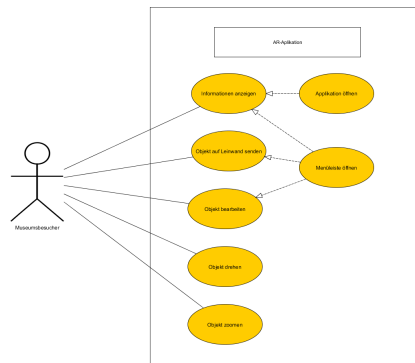 AR-Aplikation
Informationen anzeigen
Applikation öffnen
Objekt auf Leinwand senden
Menüleiste öffnen
Objekt bearbeiten
Museumsbesucher
Objekt drehen
Objekt zoomen